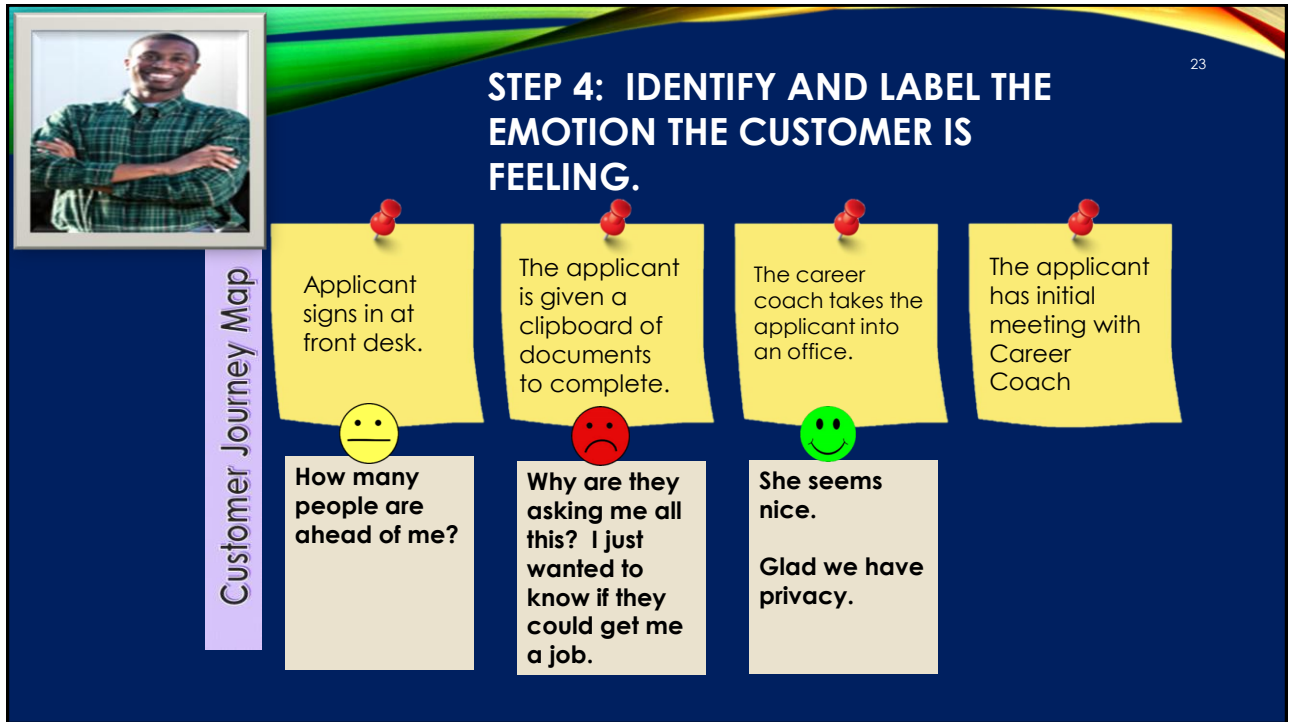 23
STEP 4:  IDENTIFY AND LABEL THE
EMOTION THE CUSTOMER IS
FEELING.
Customer Journey Map
Applicant
signs in at
front desk.
The applicant
is given a
clipboard of
documents
to complete.
The career
coach takes the
applicant into
an office.
The applicant
has initial
meeting with
Career
Coach
How many
people are
ahead of me?
Why are they
asking me all
this?  I just
wanted to
know if they
could get me
a job.
She seems
nice.
Glad we have
privacy.